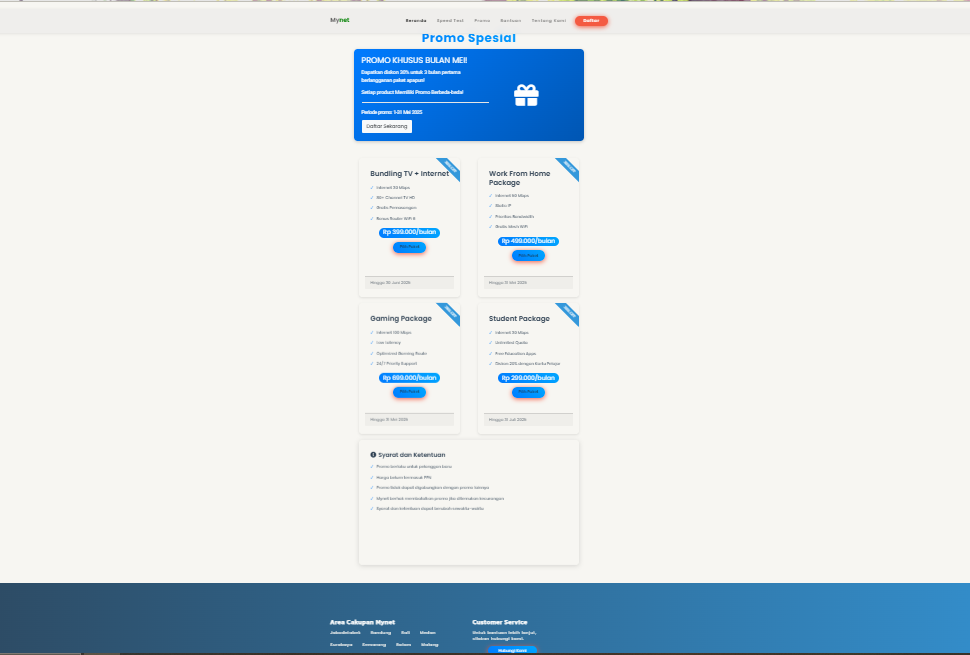 Mynet
Beranda Speed Test Promo Bantuan Tentang Kami Daftar
Promo Spesial
PROMO KHUSUS BULAN MEI!
Dapatkan diskon 30% untuk 3 bulan pertama
berlangganan paket apapun!
Setiap product Memiliki Promo Berbeda-beda!
Periode promo: 1-31 Mei 2025
Daftar Sekarang
Bundling TV + Internet
✓ Internet 30 Mbps
✓ 80+ Channel TV HD
✓ Gratis Pemasangan
✓ Bonus Router WiFi 6
Rp 399.000/bulan
Pilih Paket
Hingga 30 Juni 2025
Work From Home
Package
✓ Internet 50 Mbps
✓ Static IP
✓ Prioritas Bandwidth
✓ Gratis Mesh WiFi
Rp 499.000/bulan
Pilih Paket
Hingga 31 Mei 2025
Gaming Package
✓ Internet 100 Mbps
✓ Low Latency
✓ Optimized Gaming Route
✓ 24/7 Priority Support
Rp 699.000/bulan
Pilih Paket
Hingga 31 Mei 2025
Student Package
✓ Internet 20 Mbps
✓ Unlimited Quota
✓ Free Education Apps
✓ Diskon 20% dengan Kartu Pelajar
Rp 299.000/bulan
Pilih Paket
Hingga 31 Juli 2025
Syarat dan Ketentuan
✓ Promo berlaku untuk pelanggan baru
✓ Harga belum termasuk PPN
✓ Promo tidak dapat digabungkan dengan promo lainnya
✓ Mynet berhak membatalkan promo jika ditemukan kecurangan
✓ Syarat dan ketentuan dapat berubah sewaktu-waktu
Area Cakupan Mynet
Jabodetabek Bandung Bali Medan
Surabaya Semarang Batam Malang
Customer Service
Untuk bantuan lebih lanjut,
silakan hubungi kami.
Hubungi Kami